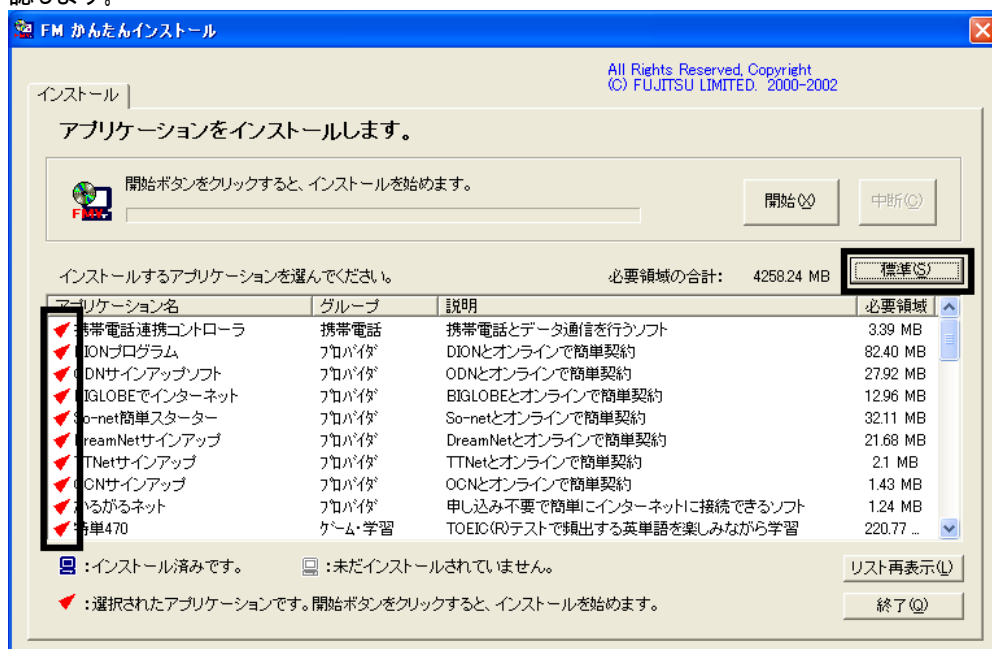 認します。
FM かんたんインストール
All Rights Reserved, Copyright
(C) FUJITSU LIMITED. 2000-2002
インストール
アプリケーションをインストールします。
開始ボタンをクリックすると、インストールを始めます。
FMV
開始(X)
中断(C)
インストールするアプリケーションを選んでください。
必要領域の合計： 4258.24 MB
標準(S)
アプリケーション名 グループ 説明 必要領域
携帯電話連携コントローラ 携帯電話 携帯電話とデータ通信を行うソフト 3.39 MB
DIONプログラム ﾌﾟﾛﾊﾞｲﾀﾞ DIONとオンラインで簡単契約 82.40 MB
ODNサインアップソフト ﾌﾟﾛﾊﾞｲﾀﾞ ODNとオンラインで簡単契約 27.92 MB
BIGLOBEでインターネット ﾌﾟﾛﾊﾞｲﾀﾞ BIGLOBEとオンラインで簡単契約 12.96 MB
So-net簡単スターター ﾌﾟﾛﾊﾞｲﾀﾞ So-netとオンラインで簡単契約 32.11 MB
DreamNetサインアップ ﾌﾟﾛﾊﾞｲﾀﾞ DreamNetとオンラインで簡単契約 21.68 MB
TTNetサインアップ ﾌﾟﾛﾊﾞｲﾀﾞ TTNetとオンラインで簡単契約 2.1 MB
OCNサインアップ ﾌﾟﾛﾊﾞｲﾀﾞ OCNとオンラインで簡単契約 1.43 MB
かるがるネット ﾌﾟﾛﾊﾞｲﾀﾞ 申し込み不要で簡単にインターネットに接続できるソフト 1.24 MB
特単470 ｹﾞｰﾑ・学習 TOEIC(R)テストで頻出する英単語を楽しみながら学習 220.77 ...
：インストール済みです。 ：未だインストールされていません。
リスト再表示(L)
：選択されたアプリケーションです。開始ボタンをクリックすると、インストールを始めます。
終了(Q)